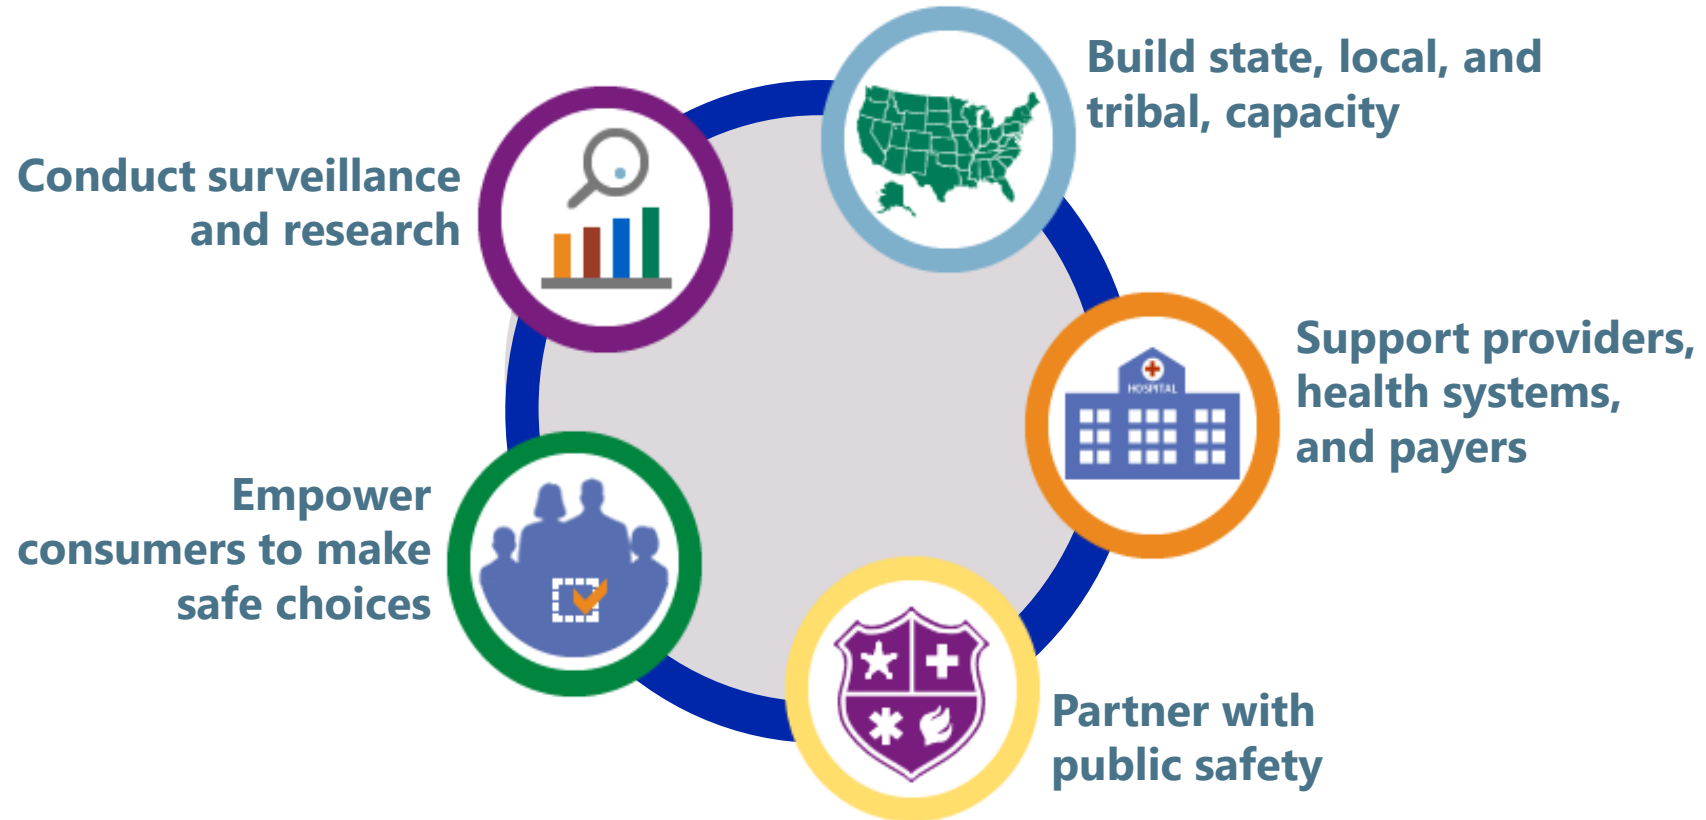 Build state, local, and
tribal, capacity
Conduct surveillance
and research
Support providers,
health systems,
and payers
HOSPITAL
Empower
consumers to make
safe choices
Partner with
public safety